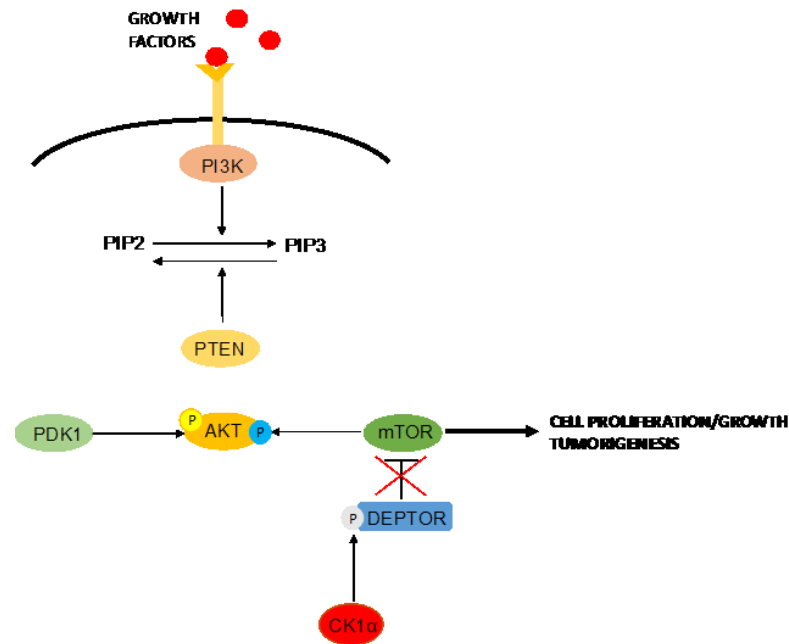 GROWTH
FACTORS
PI3K
PIP2
PIP3
PTEN
P
PDK1
AKT
P
mTOR
CELL PROLIFERATION/GROWTH
TUMORIGENESIS
P
DEPTOR
CK1α